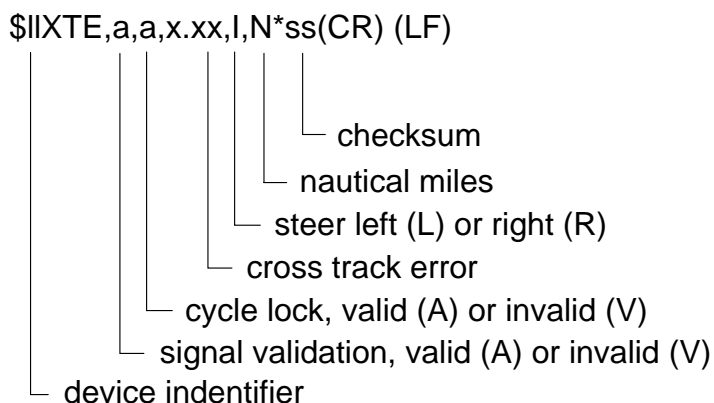 $llXTE,a,a,x.xx,I,N*ss(CR) (LF)
checksum
nautical miles
steer left (L) or right (R)
cross track error
cycle lock, valid (A) or invalid (V)
signal validation, valid (A) or invalid (V)
device indentifier